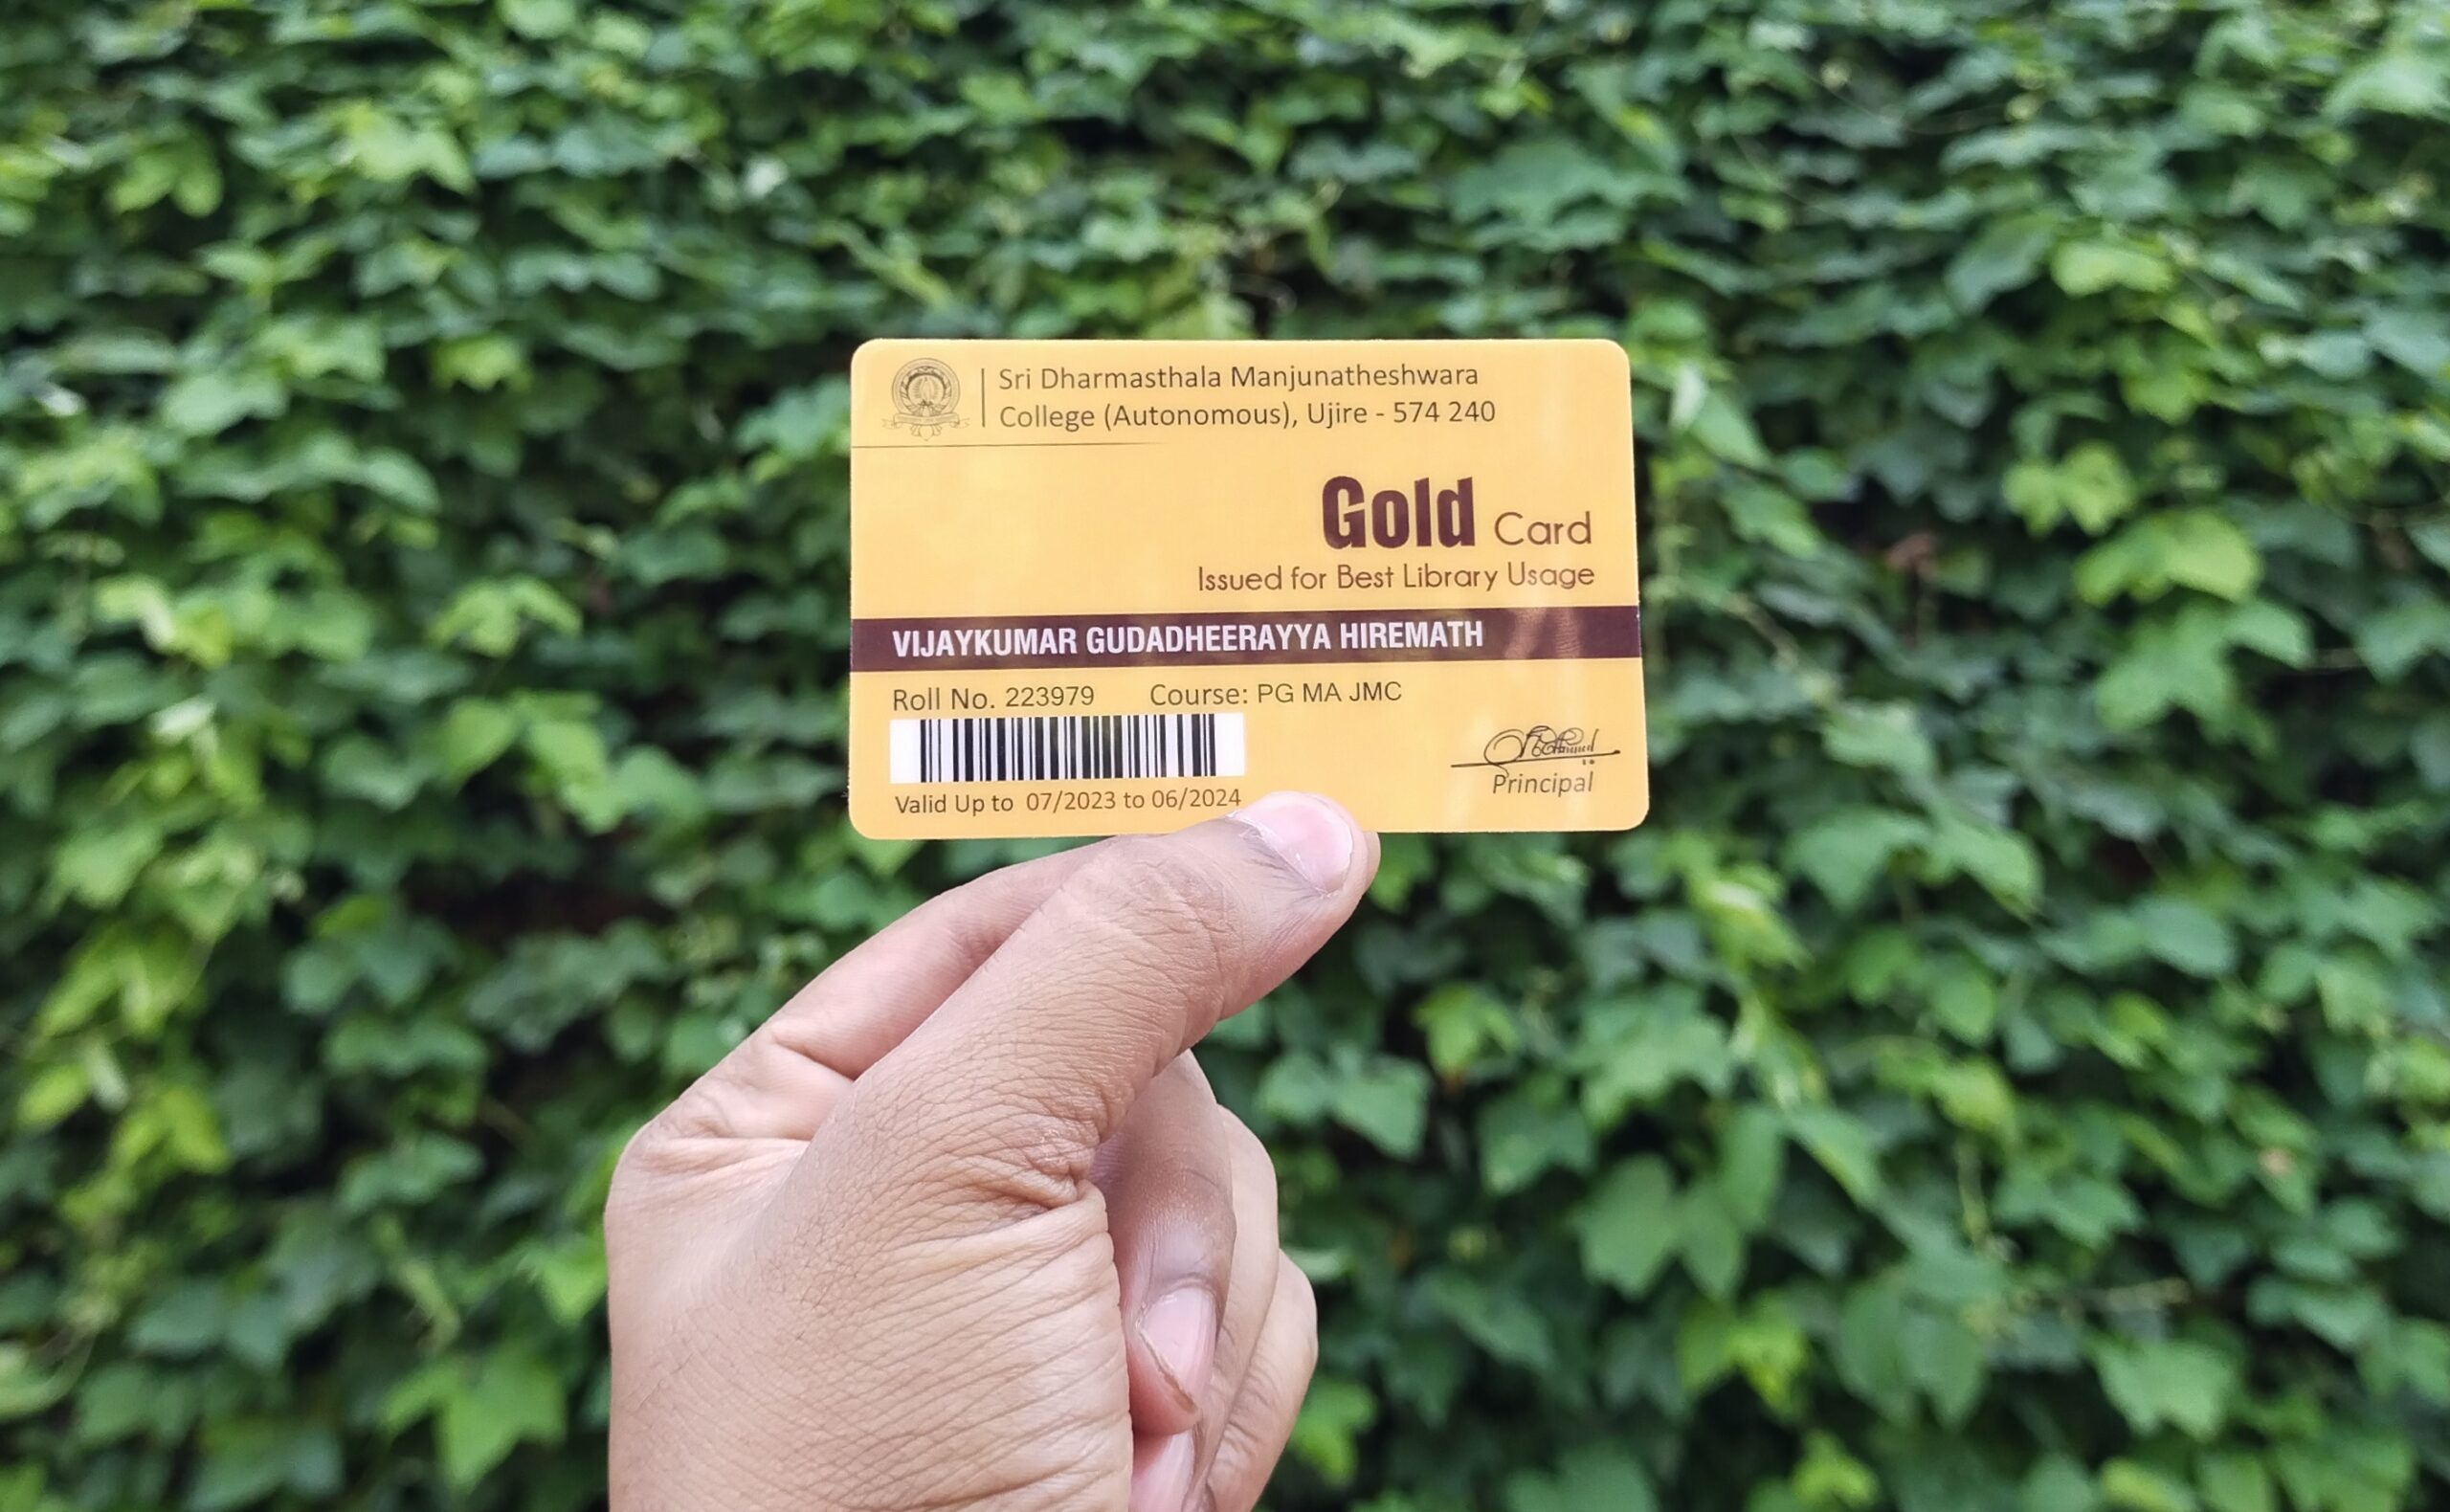 Sri Dharmasthala Manjunatheshwara
College (Autonomous), Ujire - 574 240
Gold Card
Issued for Best Library Usage
VIJAYKUMAR GUDADHEERAYYA HIREMATH
Roll No. 223979 Course: PG MA JMC
Valid Up to 07/2023 to 06/2024
Principal